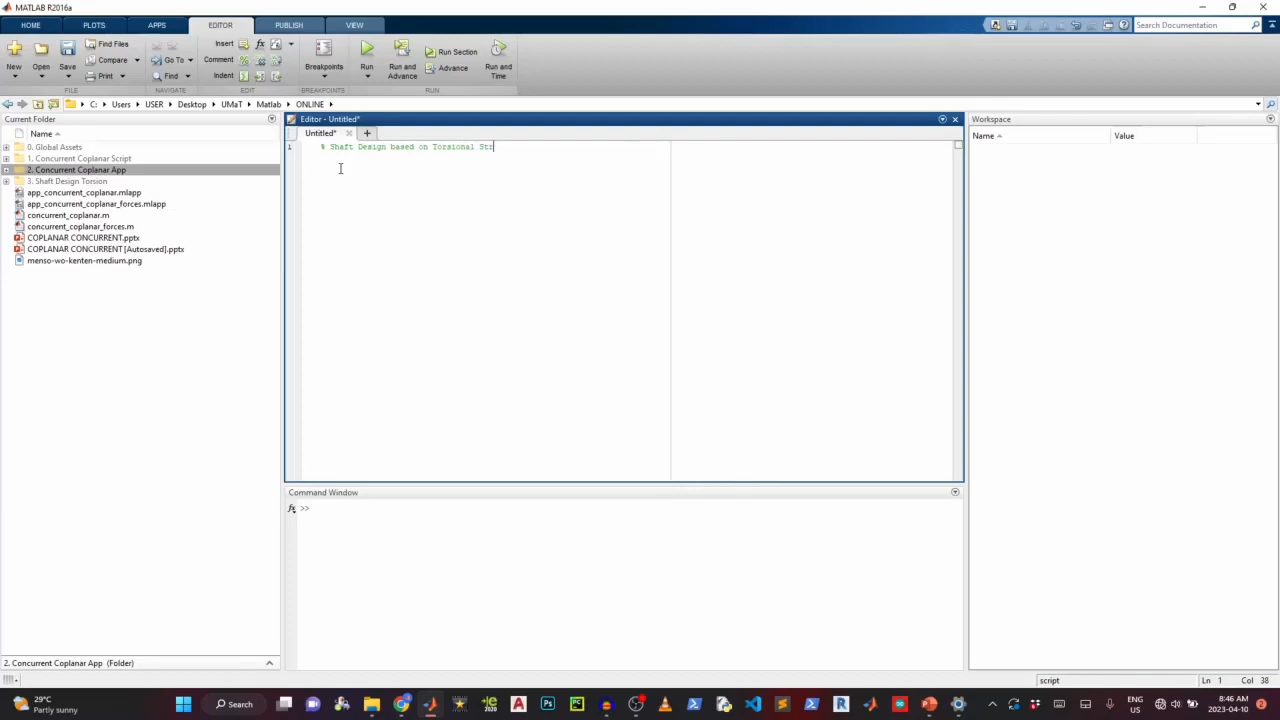 MATLAB R2016a
HOME PLOTS APPS EDITOR PUBLISH VIEW
Search Documentation
New Open Save Find Files Compare Print
Go To Find
Insert Comment Indent
Breakpoints
Run Run and Advance Run Section Advance Run and Time
FILE NAVIGATE EDIT BREAKPOINTS RUN
C: Users USER Desktop UMaT Matlab ONLINE
Current Folder
Name
0. Global Assets
1. Concurrent Coplanar Script
2. Concurrent Coplanar App
3. Shaft Design Torsion
app_concurrent_coplanar.mlapp
app_concurrent_coplanar_forces.mlapp
concurrent_coplanar.m
concurrent_coplanar_forces.m
COPLANAR CONCURRENT.pptx
COPLANAR CONCURRENT [Autosaved].pptx
menso-wo-kenten-medium.png
2. Concurrent Coplanar App (Folder)
Editor - Untitled*
Untitled*
1 % Shaft Design based on Torsional Str
Command Window
fx >>
Workspace
Name Value
script Ln 1 Col 38
29°C
Partly sunny
Search
ENG
US
8:46 AM
2023-04-10